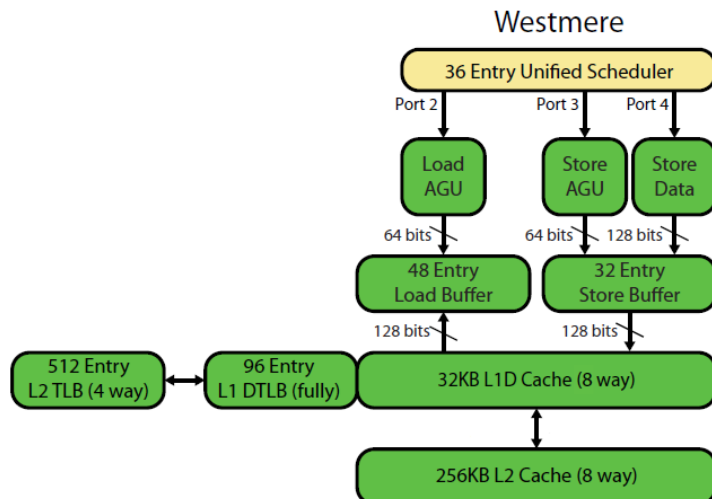 Westmere
36 Entry Unified Scheduler
Port 2
Port 3
Port 4
Load
AGU
Store
AGU
Store
Data
64 bits
64 bits
128 bits
48 Entry
Load Buffer
32 Entry
Store Buffer
128 bits
128 bits
512 Entry
L2 TLB (4 way)
96 Entry
L1 DTLB (fully)
32KB L1D Cache (8 way)
256KB L2 Cache (8 way)